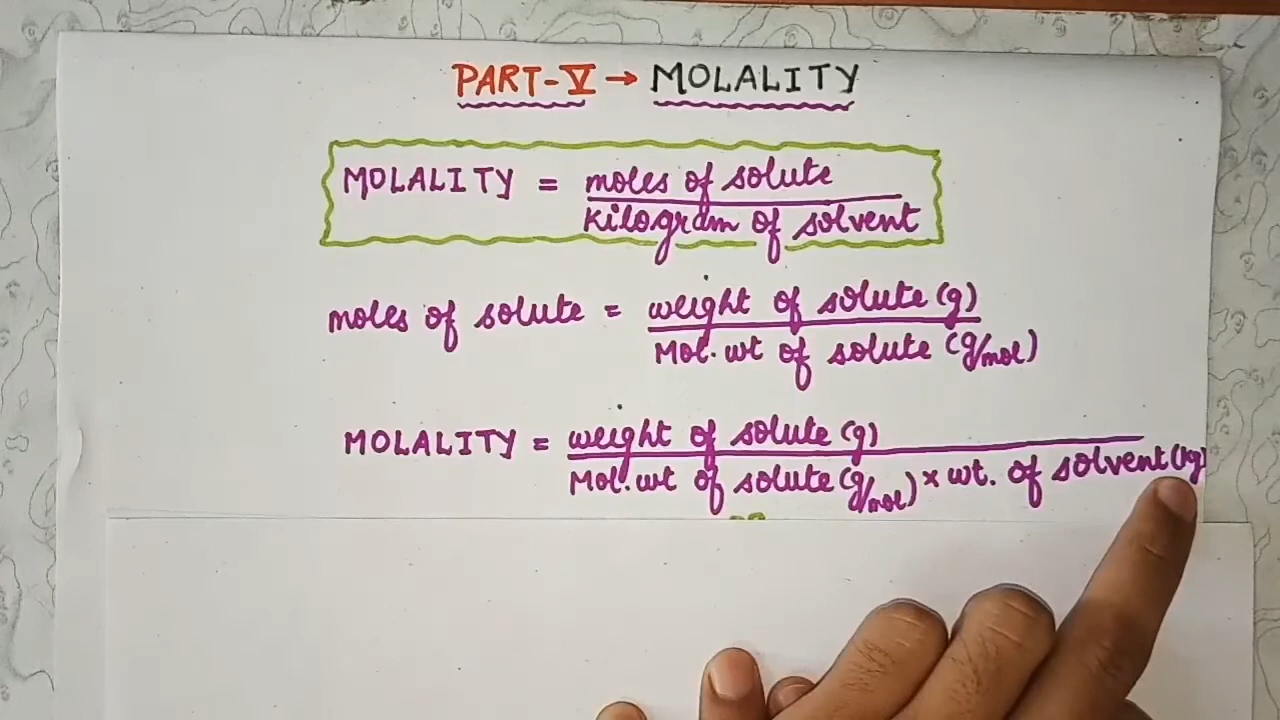 PART-V → MOLALITY
MOLALITY = moles of solute
Kilogram of solvent
moles of solute = weight of solute (g)
Mol. wt of solute (g/mol)
MOLALITY = weight of solute (g)
Mol. wt of solute (g/mol) × wt. of solvent (kg)